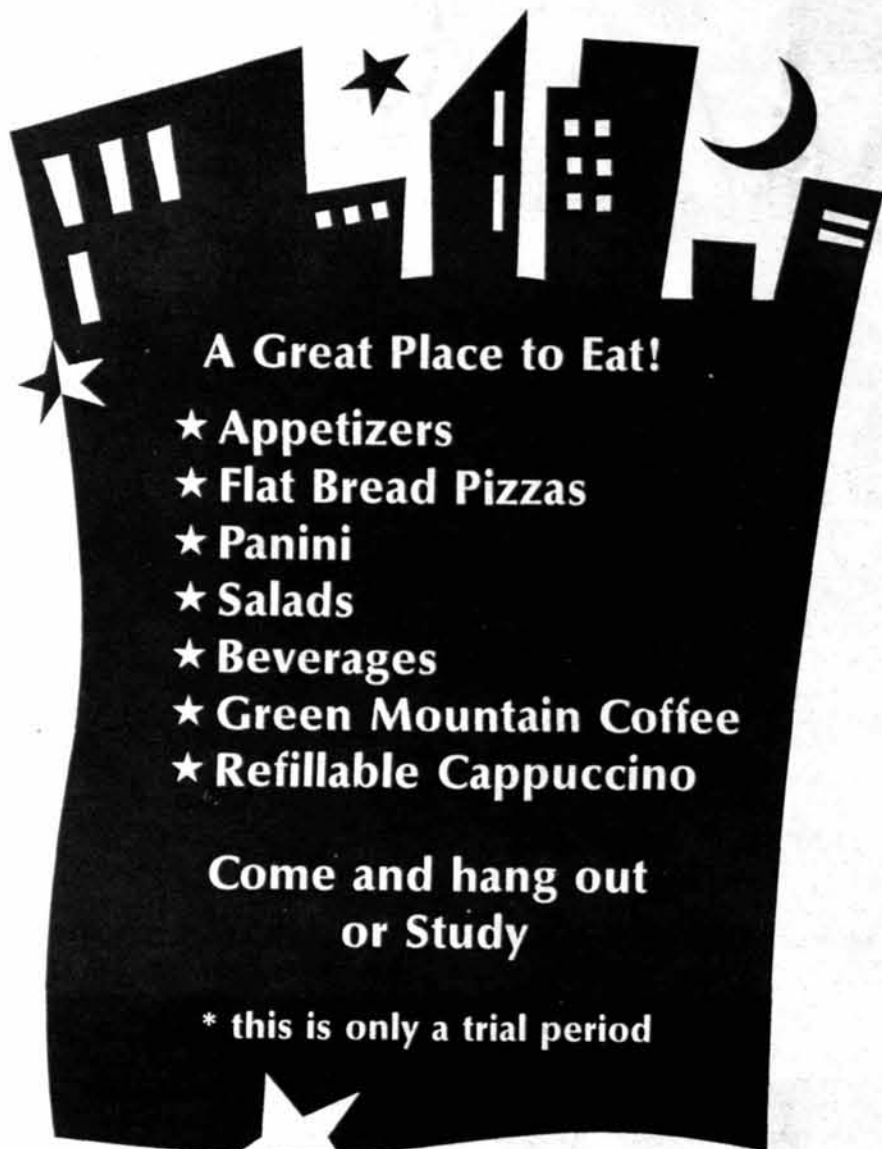 A Great Place to Eat!
★ Appetizers
★ Flat Bread Pizzas
★ Panini
★ Salads
★ Beverages
★ Green Mountain Coffee
★ Refillable Cappuccino
Come and hang out
or Study
* this is only a trial period